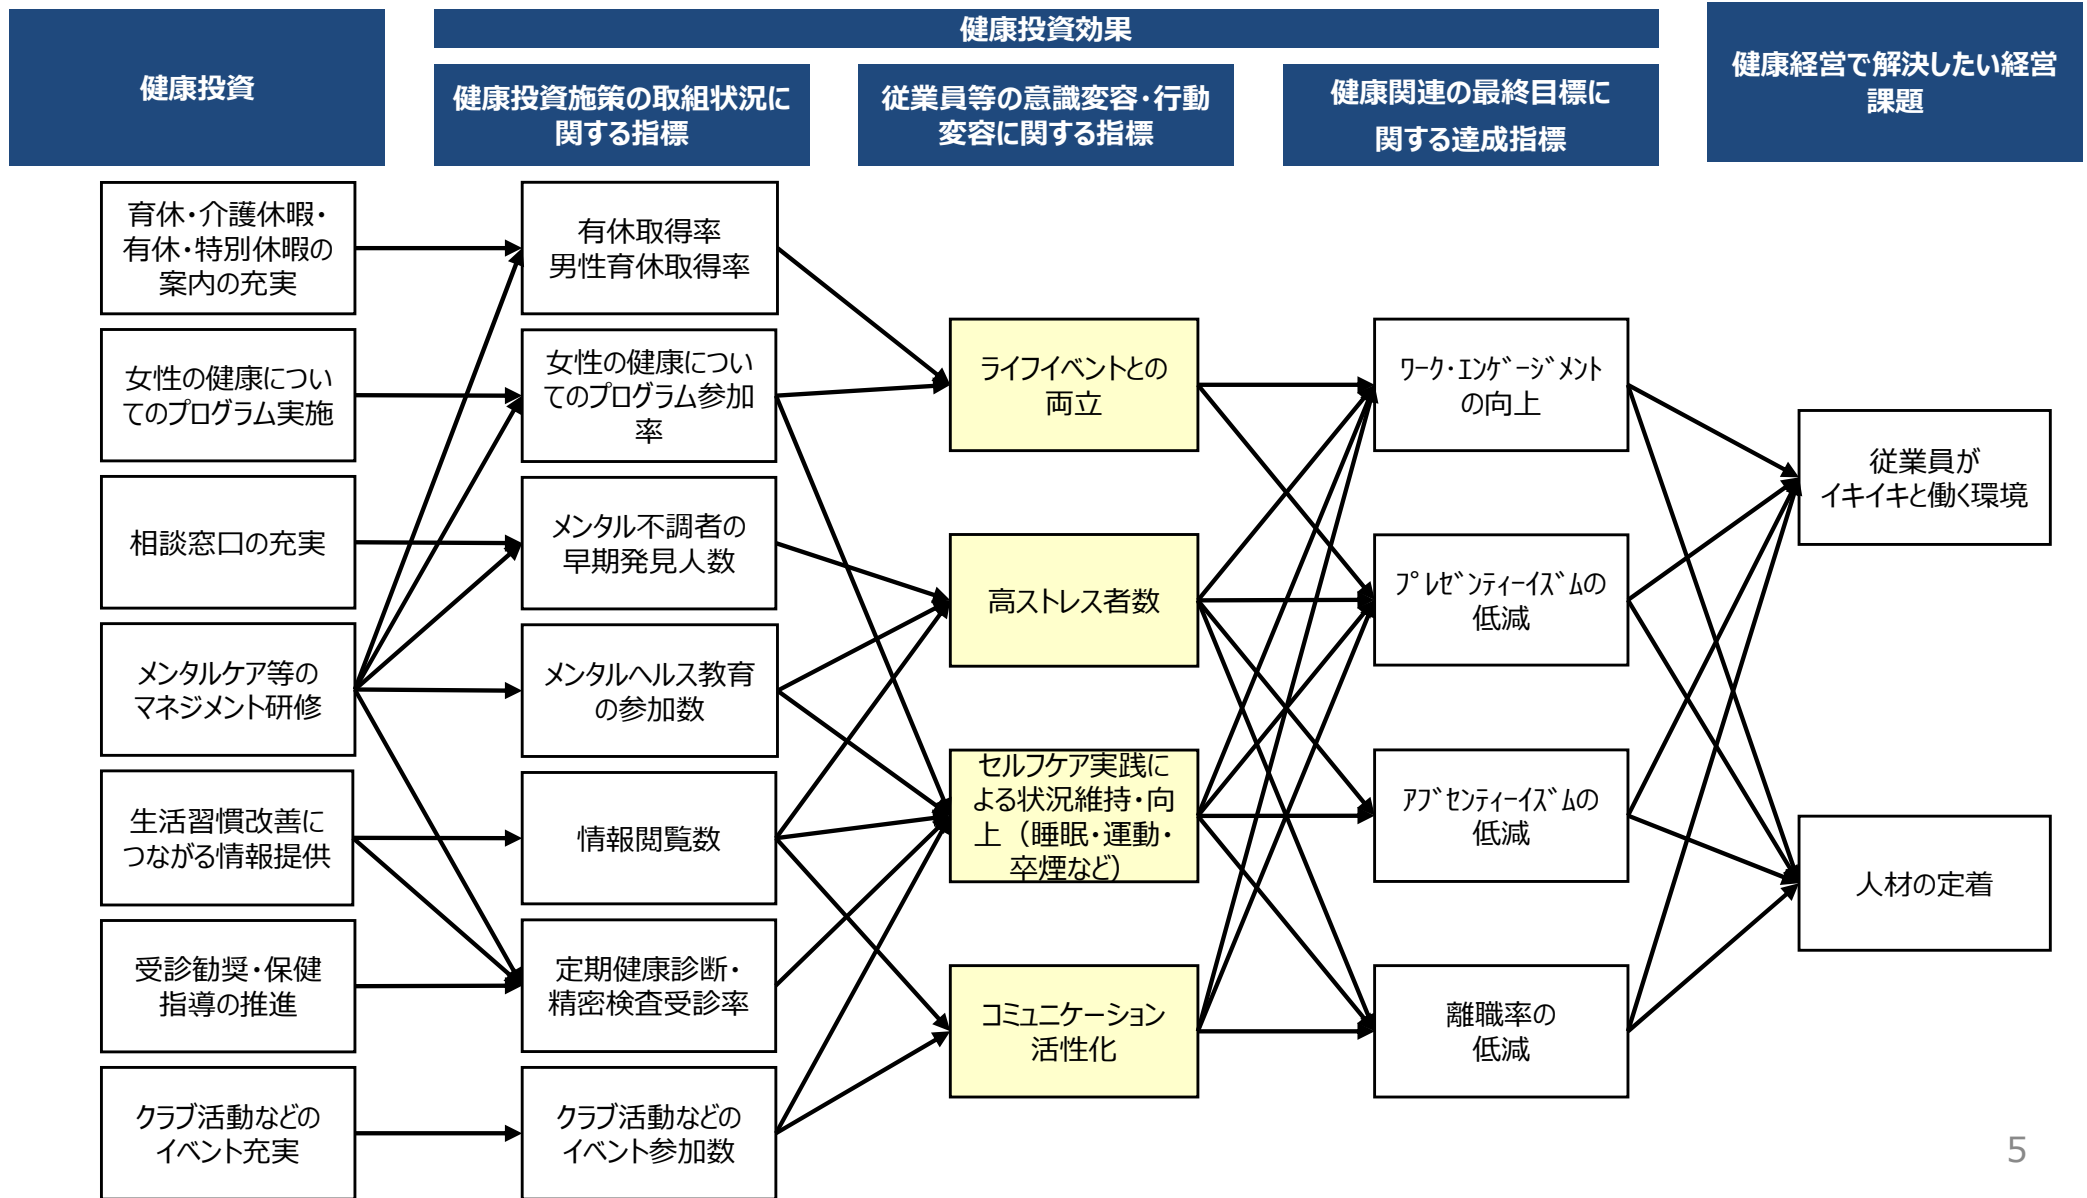 健康投資
健康投資効果
健康投資施策の取組状況に
関する指標
従業員等の意識変容・行動
変容に関する指標
健康関連の最終目標に
関する達成指標
健康経営で解決したい経営
課題
育休・介護休暇・
有休・特別休暇の
案内の充実
女性の健康につい
てのプログラム実施
相談窓口の充実
メンタルケア等の
マネジメント研修
生活習慣改善に
つながる情報提供
受診勧奨・保健
指導の推進
クラブ活動などの
イベント充実
有休取得率
男性育休取得率
女性の健康につい
てのプログラム参加
率
メンタル不調者の
早期発見人数
メンタルヘルス教育
の参加数
情報閲覧数
定期健康診断・
精密検査受診率
クラブ活動などの
イベント参加数
ライフイベントとの
両立
高ストレス者数
セルフケア実践に
よる状況維持・向
上（睡眠・運動・
卒煙など）
コミュニケーション
活性化
ﾜｰｸ・ｴﾝｹﾞｰｼﾞﾒﾝﾄ
の向上
ﾌﾟﾚｾﾞﾝﾃｨｰｲｽﾞﾑの
低減
ｱﾌﾞｾﾝﾃｨｰｲｽﾞﾑの
低減
離職率の
低減
従業員が
イキイキと働く環境
人材の定着
5